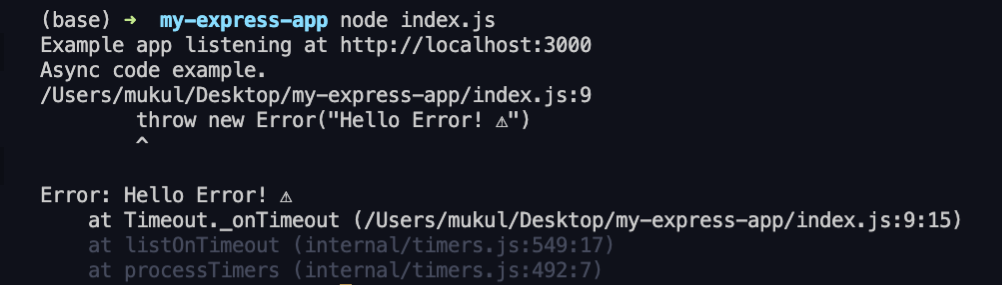 (base) ➜  my-express-app node index.js
Example app listening at http://localhost:3000
Async code example.
/Users/mukul/Desktop/my-express-app/index.js:9
        throw new Error("Hello Error! ⚠")
        ^
Error: Hello Error! ⚠
    at Timeout._onTimeout (/Users/mukul/Desktop/my-express-app/index.js:9:15)
    at listOnTimeout (internal/timers.js:549:17)
    at processTimers (internal/timers.js:492:7)